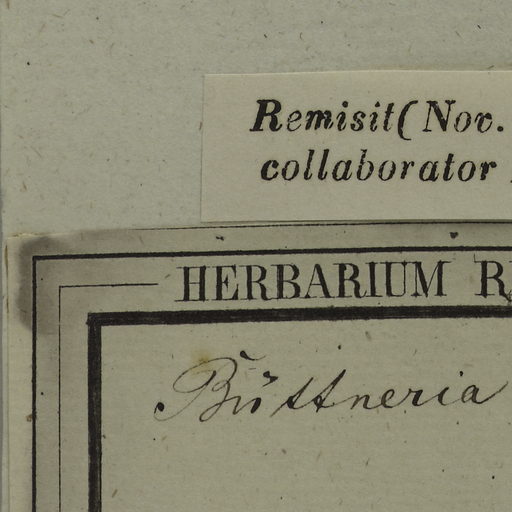 Remisit (Nov.
collaborator
HERBARIUM
Büttneria